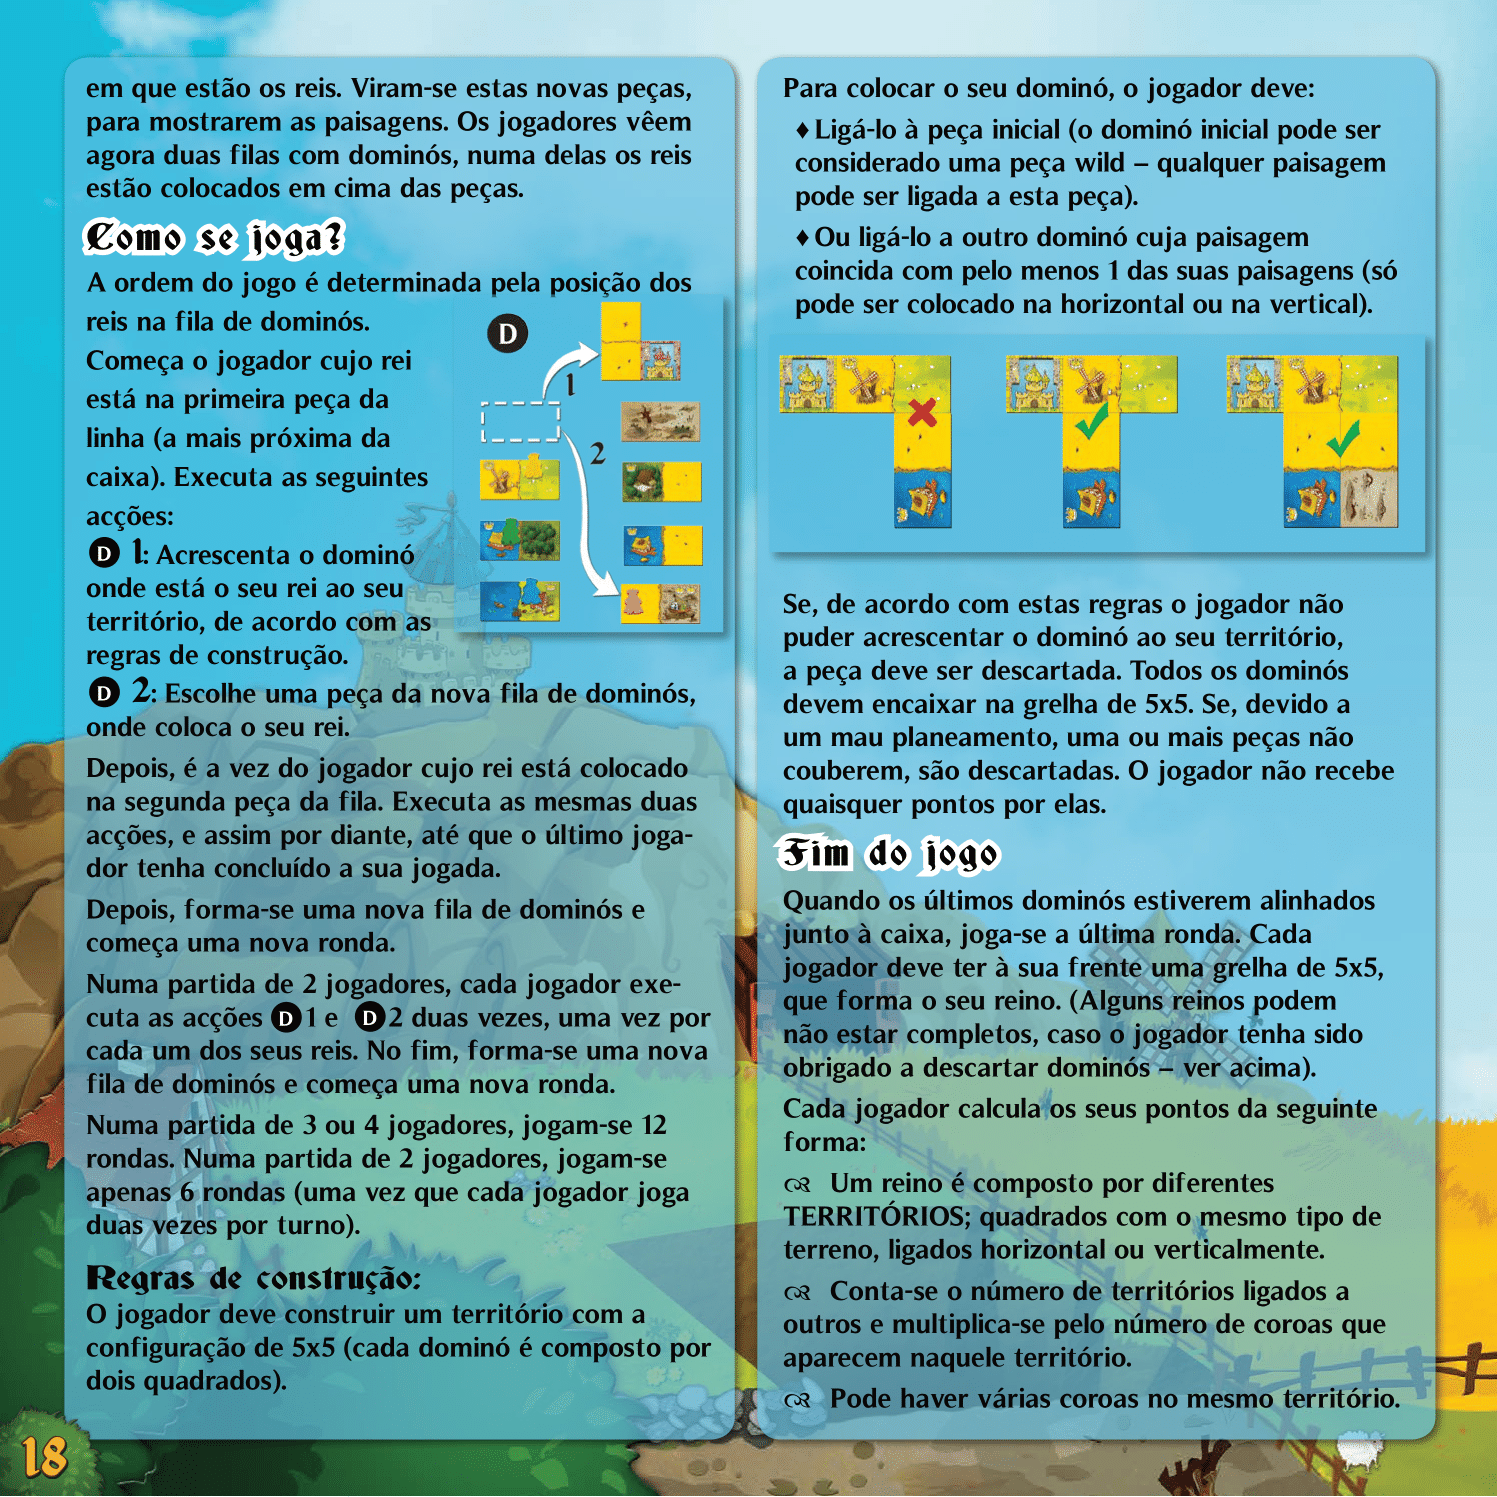 em que estão os reis. Viram-se estas novas peças,
para mostrarem as paisagens. Os jogadores vêem
agora duas filas com dominós, numa delas os reis
estão colocados em cima das peças.
Como se joga?
A ordem do jogo é determinada pela posição dos
reis na fila de dominós.
Começa o jogador cujo rei
está na primeira peça da
linha (a mais próxima da
caixa). Executa as seguintes
acções:
D 1: Acrescenta o dominó
onde está o seu rei ao seu
território, de acordo com as
regras de construção.
D
1
2
D 2: Escolhe uma peça da nova fila de dominós,
onde coloca o seu rei.
Depois, é a vez do jogador cujo rei está colocado
na segunda peça da fila. Executa as mesmas duas
acções, e assim por diante, até que o último joga-
dor tenha concluído a sua jogada.
Depois, forma-se uma nova fila de dominós e
começa uma nova ronda.
Numa partida de 2 jogadores, cada jogador exe-
cuta as acções D 1 e D 2 duas vezes, uma vez por
cada um dos seus reis. No fim, forma-se uma nova
fila de dominós e começa uma nova ronda.
Numa partida de 3 ou 4 jogadores, jogam-se 12
rondas. Numa partida de 2 jogadores, jogam-se
apenas 6 rondas (uma vez que cada jogador joga
duas vezes por turno).
Regras de construção:
O jogador deve construir um território com a
configuração de 5x5 (cada dominó é composto por
dois quadrados).
Para colocar o seu dominó, o jogador deve:
♦ Ligá-lo à peça inicial (o dominó inicial pode ser
considerado uma peça wild – qualquer paisagem
pode ser ligada a esta peça).
♦ Ou ligá-lo a outro dominó cuja paisagem
coincida com pelo menos 1 das suas paisagens (só
pode ser colocado na horizontal ou na vertical).
Se, de acordo com estas regras o jogador não
puder acrescentar o dominó ao seu território,
a peça deve ser descartada. Todos os dominós
devem encaixar na grelha de 5x5. Se, devido a
um mau planeamento, uma ou mais peças não
couberem, são descartadas. O jogador não recebe
quaisquer pontos por elas.
Fim do jogo
Quando os últimos dominós estiverem alinhados
junto à caixa, joga-se a última ronda. Cada
jogador deve ter à sua frente uma grelha de 5x5,
que forma o seu reino. (Alguns reinos podem
não estar completos, caso o jogador tenha sido
obrigado a descartar dominós – ver acima).
Cada jogador calcula os seus pontos da seguinte
forma:
Um reino é composto por diferentes
TERRITÓRIOS; quadrados com o mesmo tipo de
terreno, ligados horizontal ou verticalmente.
Conta-se o número de territórios ligados a
outros e multiplica-se pelo número de coroas que
aparecem naquele território.
Pode haver várias coroas no mesmo território.
18